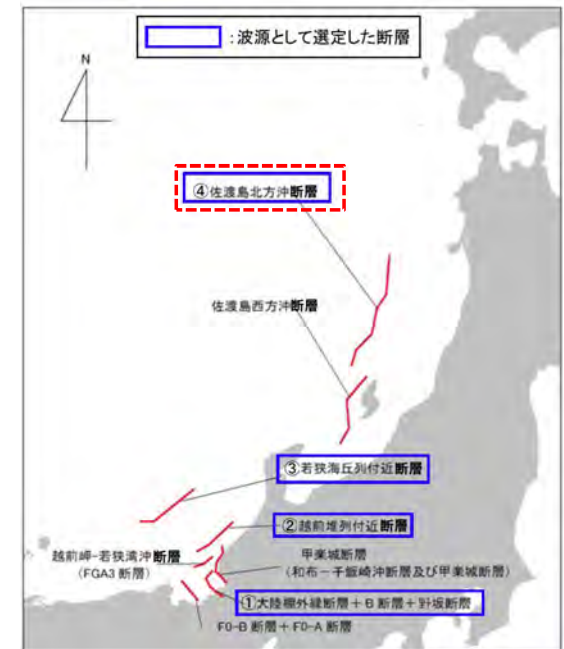 :波源として選定した断層
N
④佐渡島北方沖断層
佐渡島西方沖断層
③若狭海丘列付近断層
②越前堆列付近断層
越前岬-若狭湾沖断層
(FGA3 断層)
甲楽城断層
(和布-干飯崎沖断層及び甲楽城断層)
①大陸棚外縁断層+B 断層+野坂断層
FO-B 断層+FO-A 断層